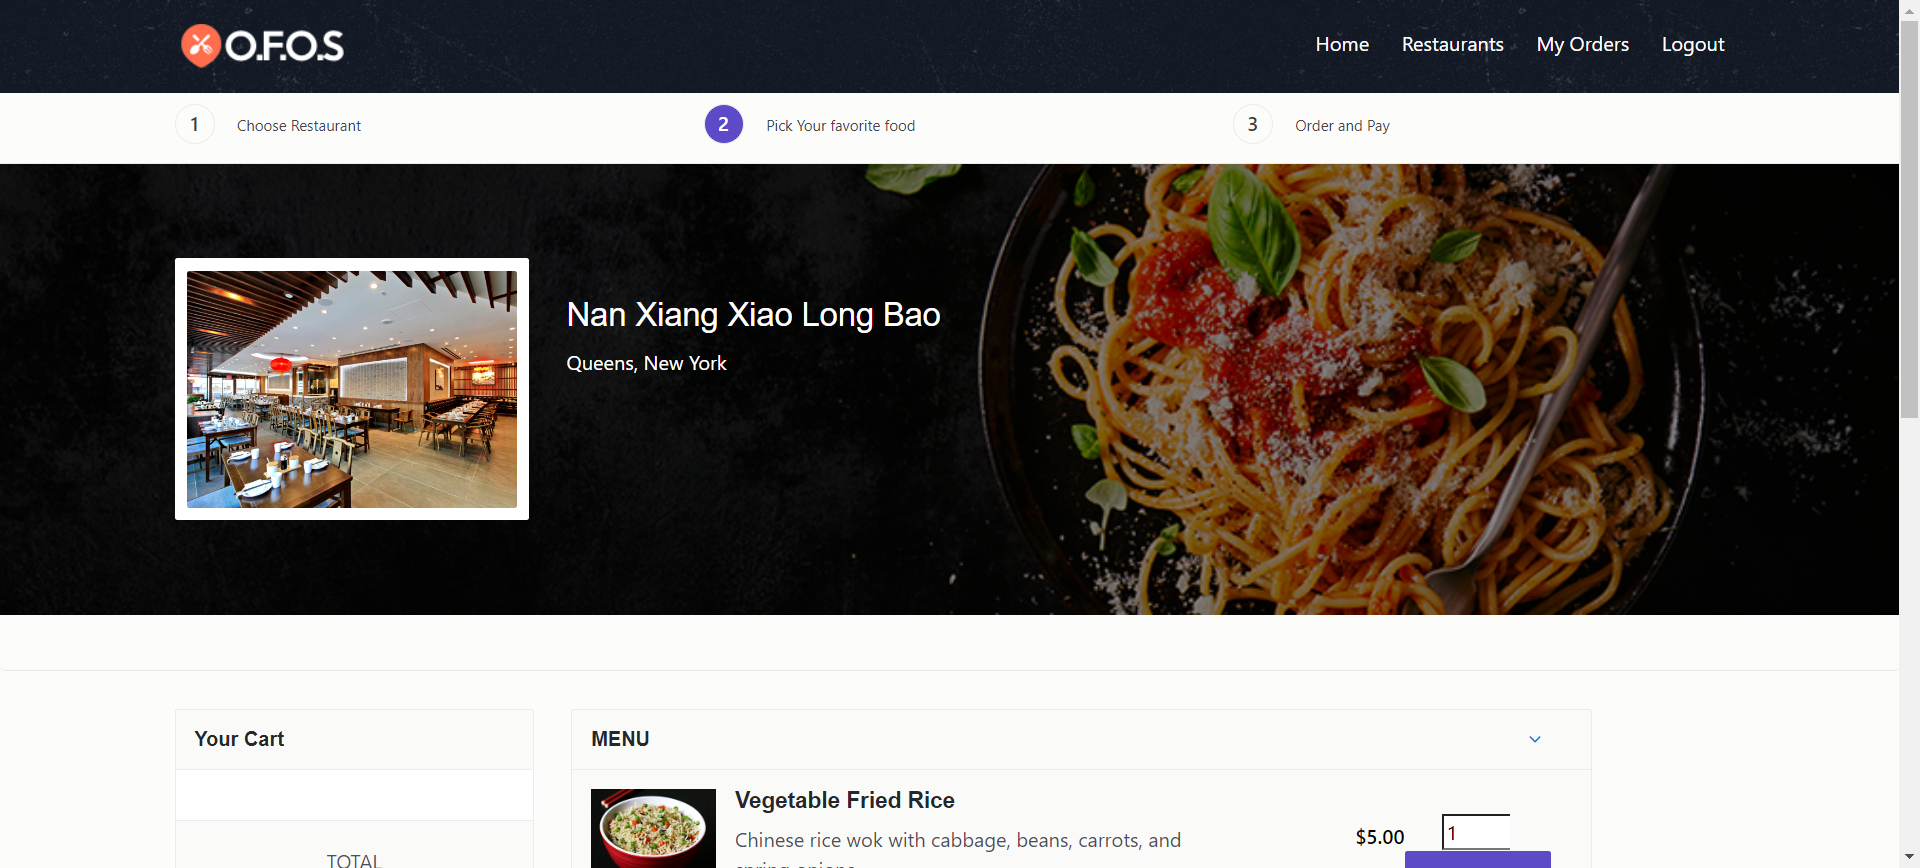 O.F.O.S
Home
Restaurants
My Orders
Logout
1
Choose Restaurant
2
Pick Your favorite food
3
Order and Pay
Nan Xiang Xiao Long Bao
Queens, New York
Your Cart
TOTAL
MENU
Vegetable Fried Rice
Chinese rice wok with cabbage, beans, carrots, and
spring onions.
$5.00
1